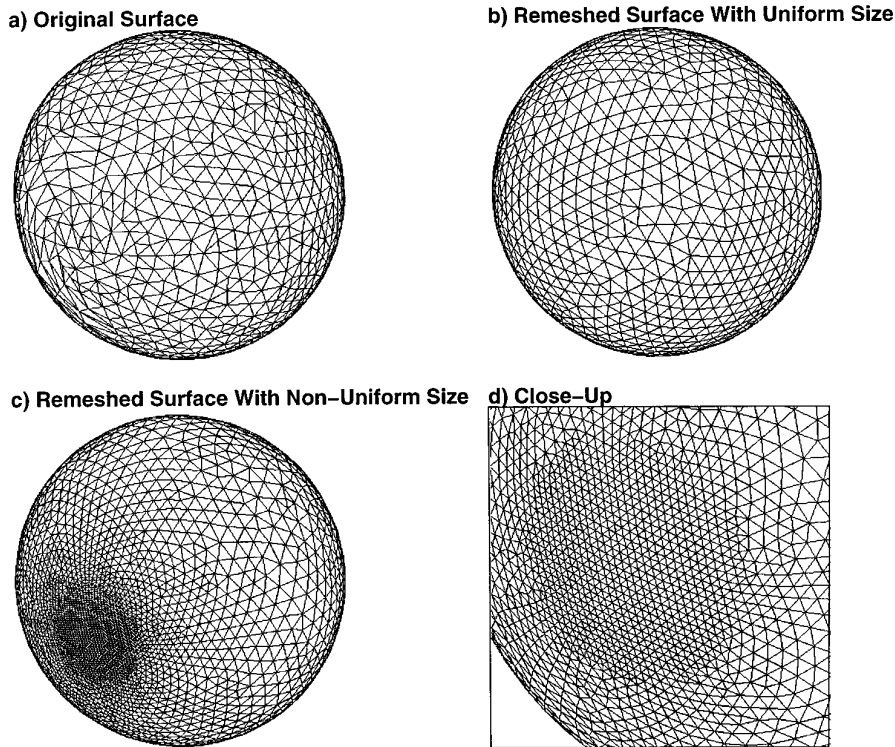 a) Original Surface
b) Remeshed Surface With Uniform Size
c) Remeshed Surface With Non-Uniform Size
d) Close-Up